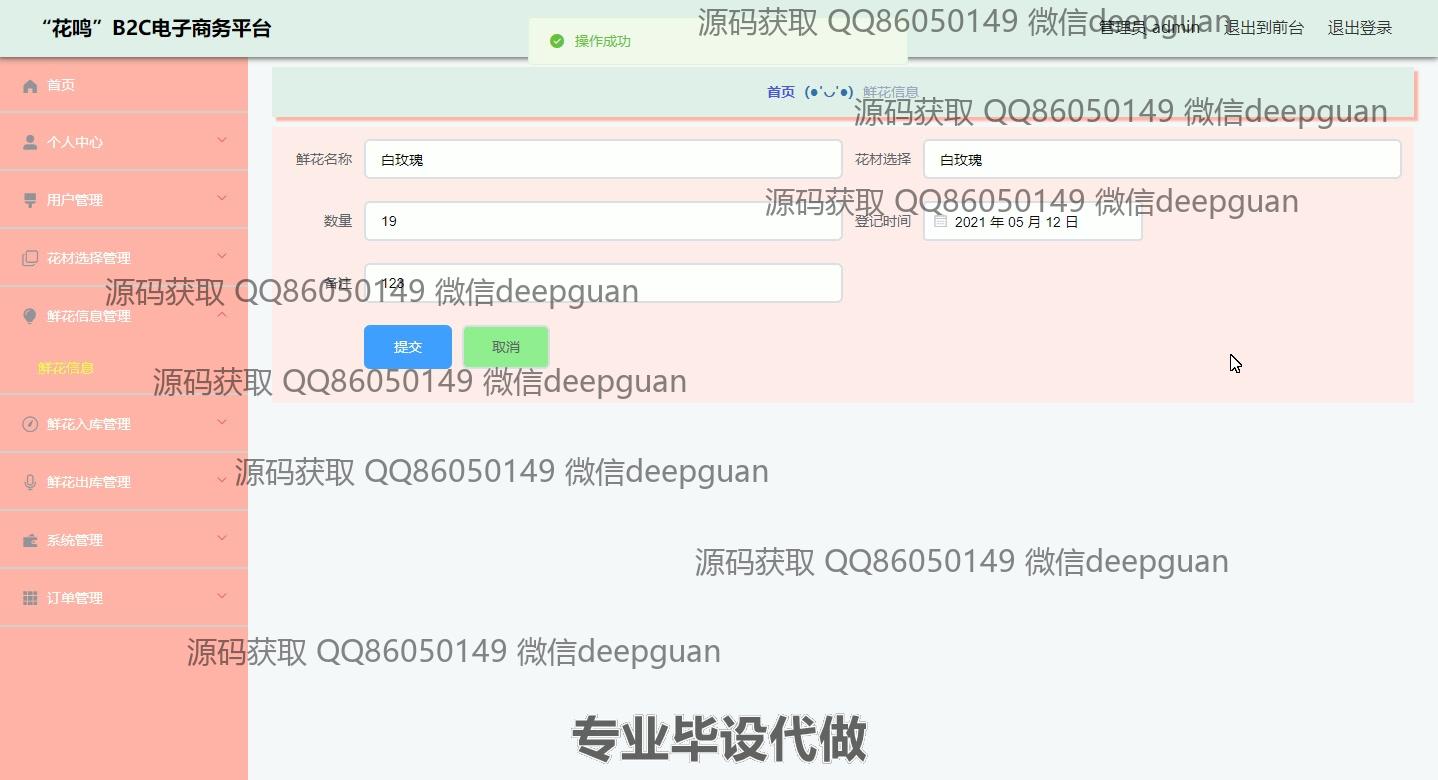 “花鸣”B2C电子商务平台
操作成功
源码获取 QQ86050149 微信deepguan
管理员 admin
退出到前台
退出登录
首页
首页 (●'◡'●) 鲜花信息
源码获取 QQ86050149 微信deepguan
个人中心
鲜花名称 白玫瑰
花材选择 白玫瑰
用户管理
源码获取 QQ86050149 微信deepguan
数量 19
登记时间 2021 年 05 月 12 日
花材选择管理
备注 123
源码获取 QQ86050149 微信deepguan
鲜花信息管理
提交
取消
鲜花信息
源码获取 QQ86050149 微信deepguan
鲜花入库管理
鲜花出库管理
源码获取 QQ86050149 微信deepguan
系统管理
源码获取 QQ86050149 微信deepguan
订单管理
源码获取 QQ86050149 微信deepguan
专业毕设代做